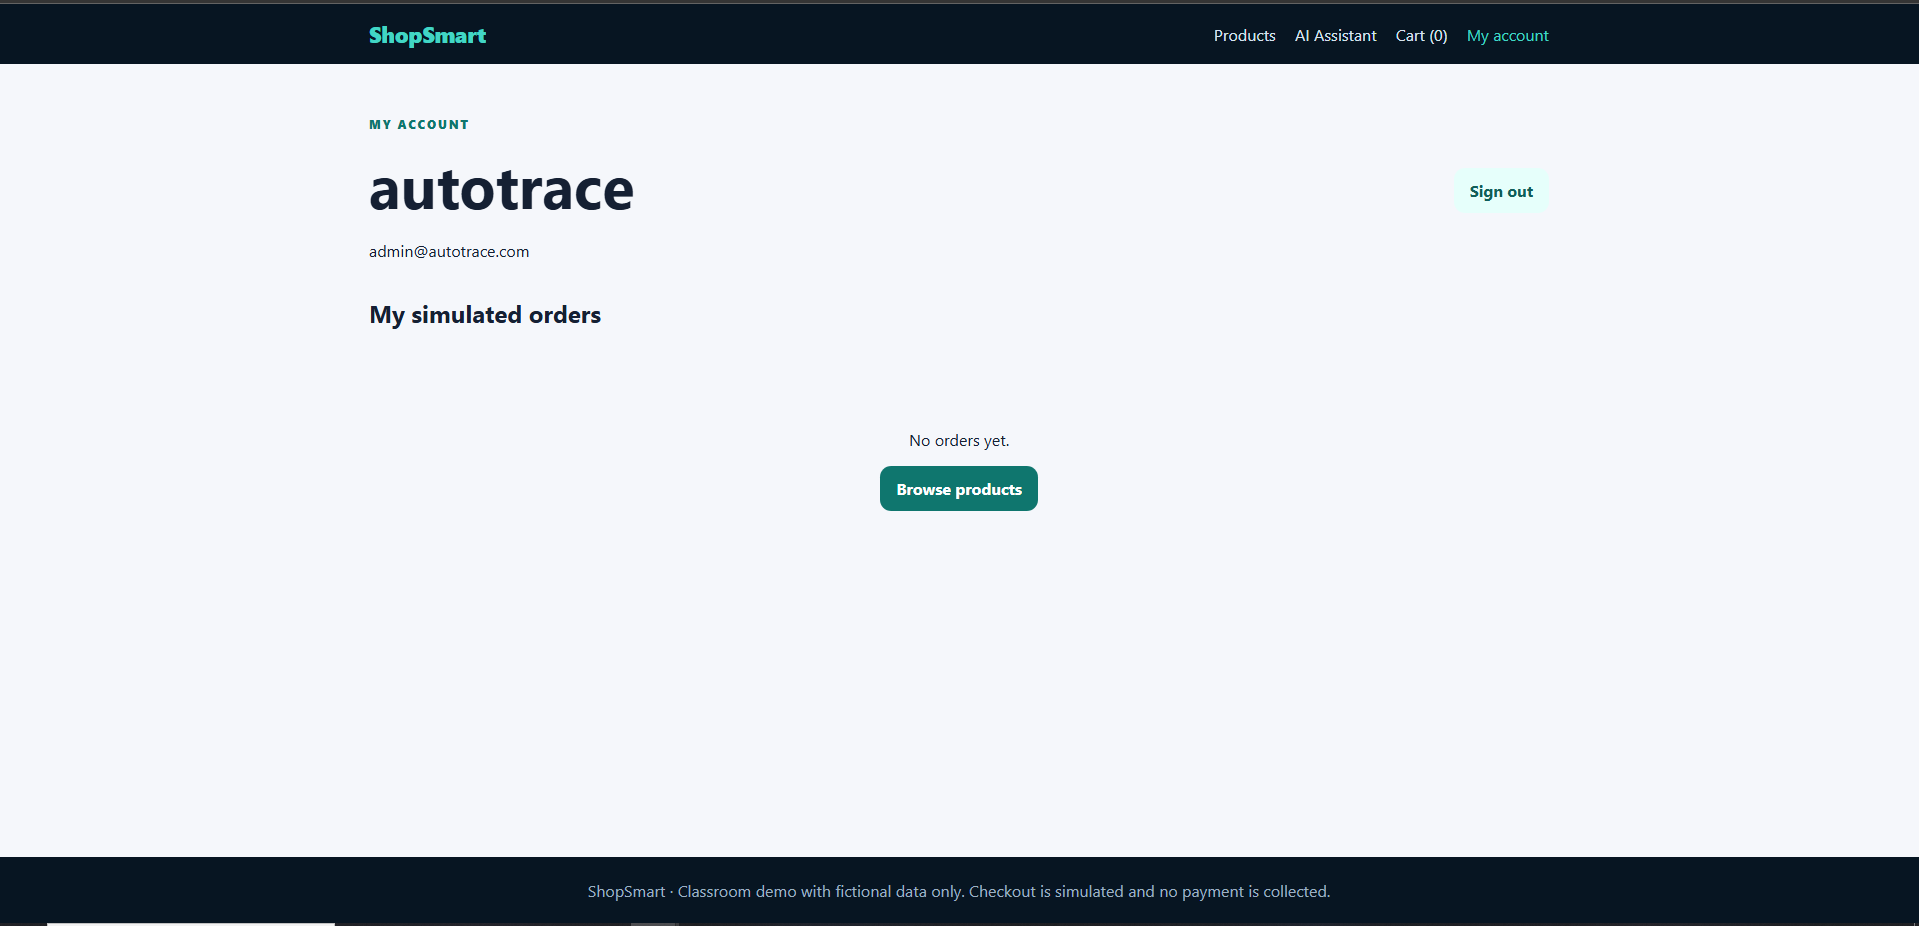 ShopSmart
Products AI Assistant Cart (0) My account
MY ACCOUNT
autotrace
Sign out
admin@autotrace.com
My simulated orders
No orders yet.
Browse products
ShopSmart · Classroom demo with fictional data only. Checkout is simulated and no payment is collected.